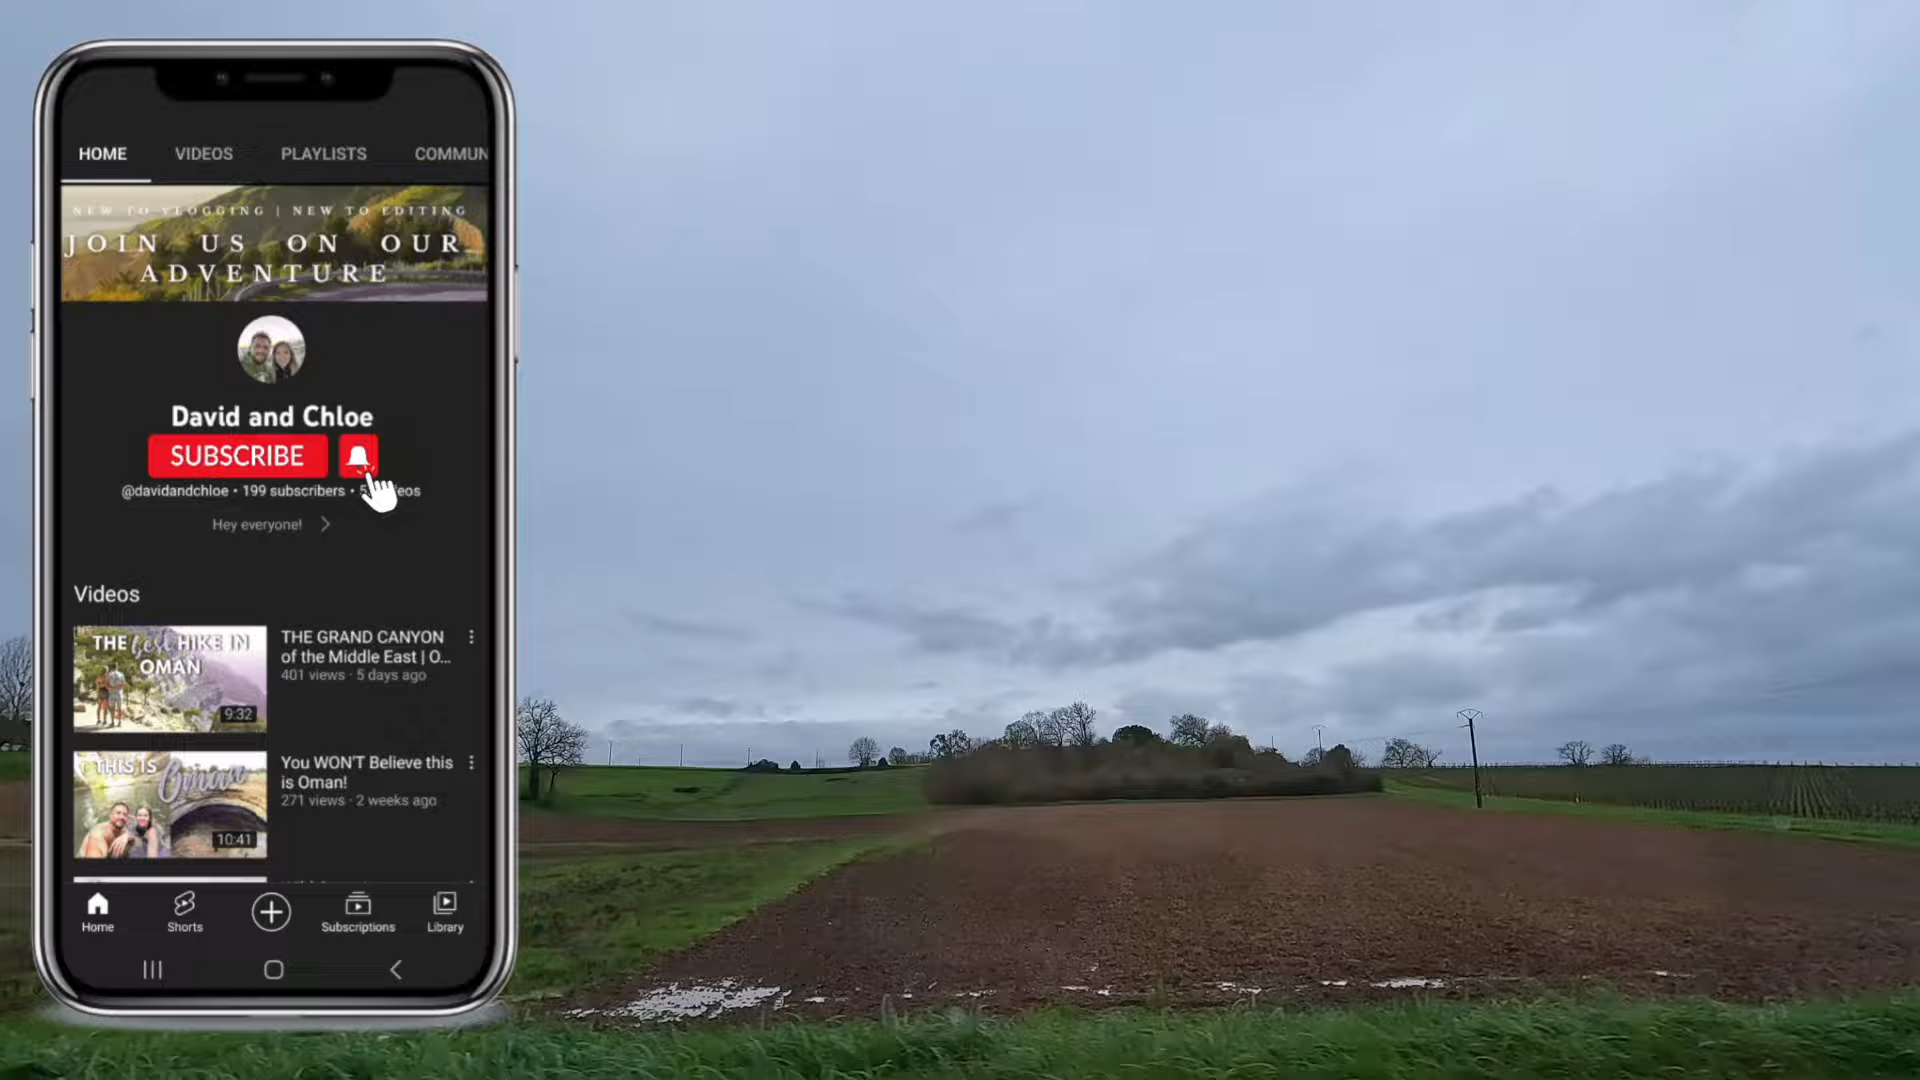 HOME VIDEOS PLAYLISTS COMMUN
NEW TO VLOGGING | NEW TO EDITING
JOIN US ON OUR
ADVENTURE
David and Chloe
SUBSCRIBE
@davidandchloe • 199 subscribers •
Hey everyone!
Videos
THE best HIKE IN
OMAN
9:32
THE GRAND CANYON
of the Middle East | O...
401 views · 5 days ago
THIS IS
Oman
10:41
You WON'T Believe this
is Oman!
271 views · 2 weeks ago
Home Shorts Subscriptions Library